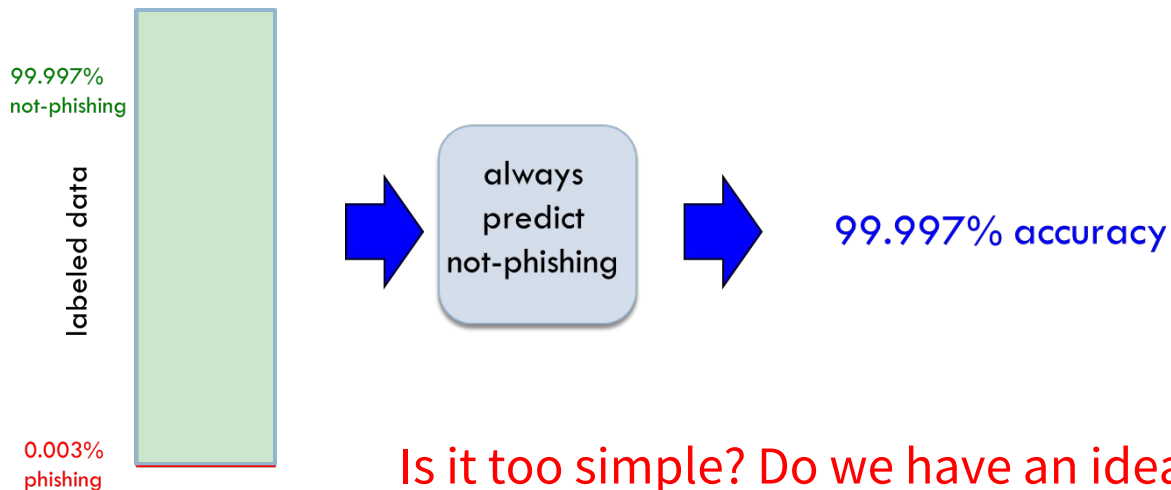 99.997%
not-phishing
labeled data
0.003%
phishing
always
predict
not-phishing
99.997% accuracy
Is it too simple? Do we have an idea